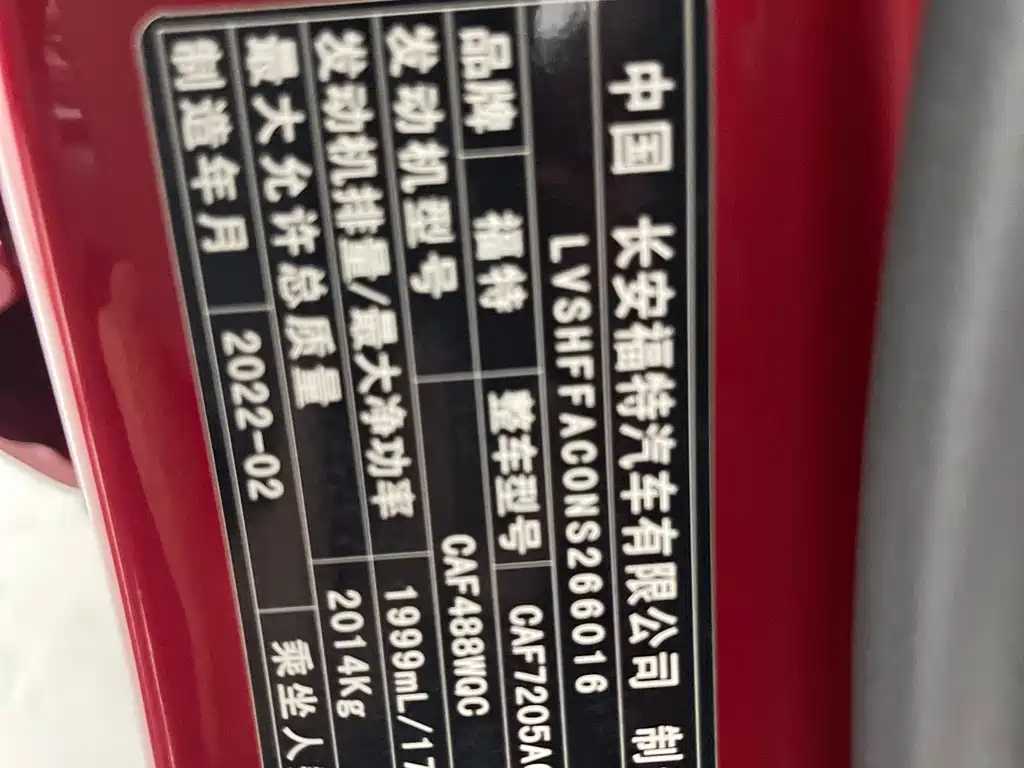 中国 长安福特汽车有限公司 制
LVSHFFAC0NS266016
品牌 福特 整车型号 CAF7205A
发动机型号 CAF488WQC
发动机排量/最大净功率 1999mL/17
最大允许总质量 2014Kg
制造年月 2022-02 乘坐人